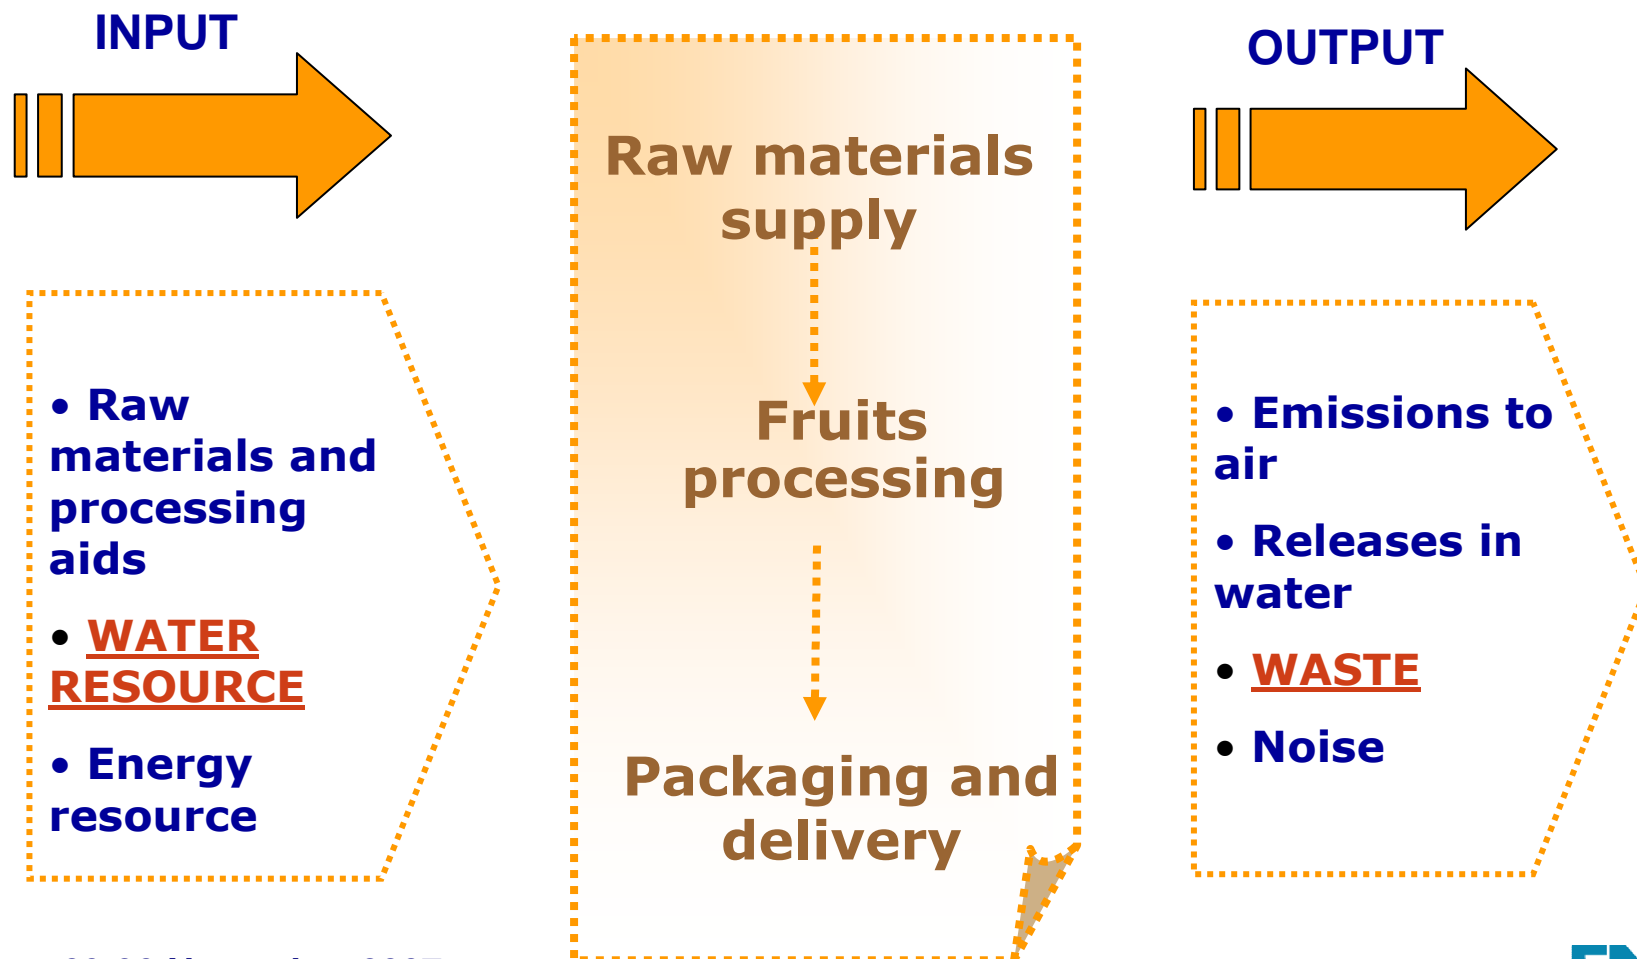 INPUT
• Raw
materials and
processing
aids
• WATER
RESOURCE
• Energy
resource
Raw materials
supply
Fruits
processing
Packaging and
delivery
OUTPUT
• Emissions to
air
• Releases in
water
• WASTE
• Noise